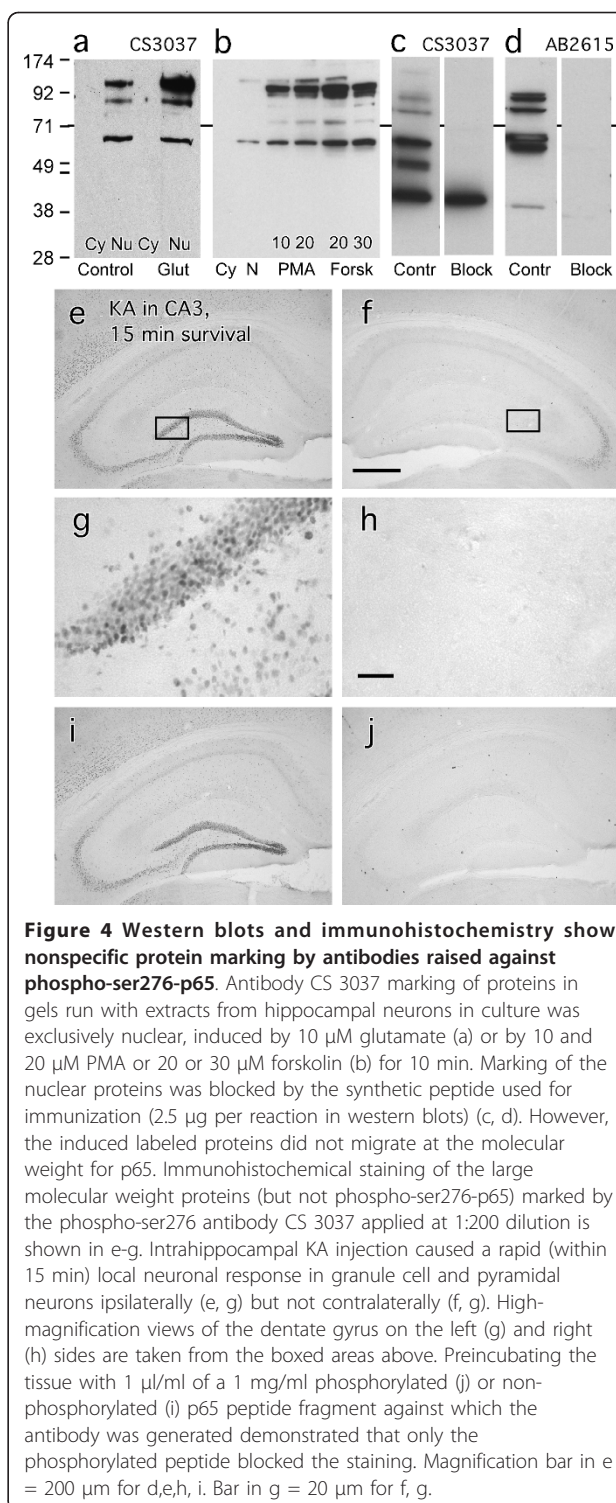 a CS3037 b c CS3037 d AB2615
174
92
71
49
38
28
Cy Nu Cy Nu 10 20 20 30
Control Glut Cy N PMA Forsk Contr Block Contr Block
e KA in CA3,
15 min survival
f
g h
i j
Figure 4 Western blots and immunohistochemistry show
nonspecific protein marking by antibodies raised against
phospho-ser276-p65. Antibody CS 3037 marking of proteins in
gels run with extracts from hippocampal neurons in culture was
exclusively nuclear, induced by 10 μM glutamate (a) or by 10 and
20 μM PMA or 20 or 30 μM forskolin (b) for 10 min. Marking of the
nuclear proteins was blocked by the synthetic peptide used for
immunization (2.5 μg per reaction in western blots) (c, d). However,
the induced labeled proteins did not migrate at the molecular
weight for p65. Immunohistochemical staining of the large
molecular weight proteins (but not phospho-ser276-p65) marked by
the phospho-ser276 antibody CS 3037 applied at 1:200 dilution is
shown in e-g. Intrahippocampal KA injection caused a rapid (within
15 min) local neuronal response in granule cell and pyramidal
neurons ipsilaterally (e, g) but not contralaterally (f, g). High-
magnification views of the dentate gyrus on the left (g) and right
(h) sides are taken from the boxed areas above. Preincubating the
tissue with 1 μl/ml of a 1 mg/ml phosphorylated (j) or non-
phosphorylated (i) p65 peptide fragment against which the
antibody was generated demonstrated that only the
phosphorylated peptide blocked the staining. Magnification bar in e
= 200 μm for d,e,h, i. Bar in g = 20 μm for f, g.